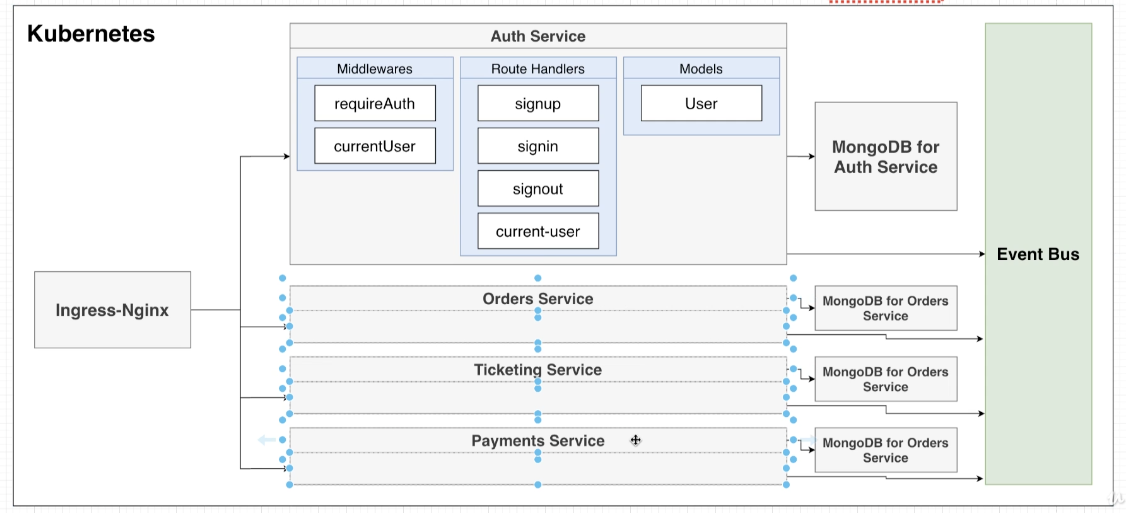 Kubernetes
Auth Service
Middlewares
requireAuth
currentUser
Route Handlers
signup
signin
signout
current-user
Models
User
MongoDB for
Auth Service
Event Bus
Ingress-Nginx
Orders Service
MongoDB for Orders
Service
Ticketing Service
MongoDB for Orders
Service
Payments Service
MongoDB for Orders
Service